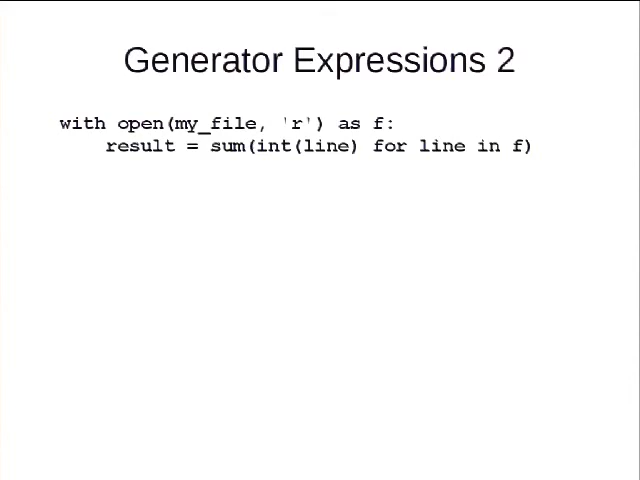 Generator Expressions 2
with open(my_file, 'r') as f:
    result = sum(int(line) for line in f)